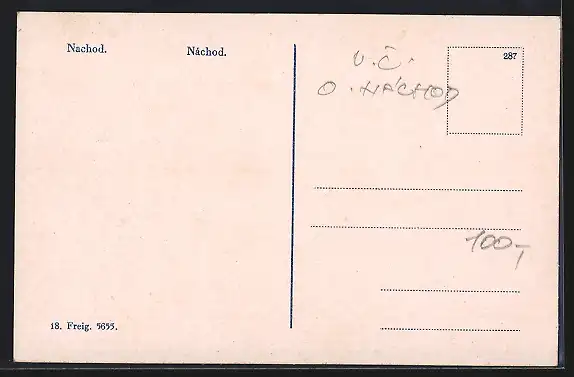 Nachod. Náchod.
287
V.Č.
O. NÁCHOD
100,-
18. Freig. 5655.